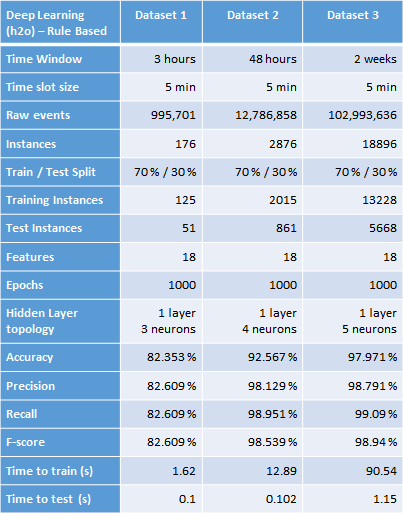 Deep Learning (h2o) – Rule Based Dataset 1 Dataset 2 Dataset 3
Time Window 3 hours 48 hours 2 weeks
Time slot size 5 min 5 min 5 min
Raw events 995,701 12,786,858 102,993,636
Instances 176 2876 18896
Train / Test Split 70 % / 30 % 70 % / 30 % 70 % / 30 %
Training Instances 125 2015 13228
Test Instances 51 861 5668
Features 18 18 18
Epochs 1000 1000 1000
Hidden Layer topology 1 layer 3 neurons 1 layer 4 neurons 1 layer 5 neurons
Accuracy 82.353 % 92.567 % 97.971 %
Precision 82.609 % 98.129 % 98.791 %
Recall 82.609 % 98.951 % 99.09 %
F-score 82.609 % 98.539 % 98.94 %
Time to train (s) 1.62 12.89 90.54
Time to test (s) 0.1 0.102 1.15